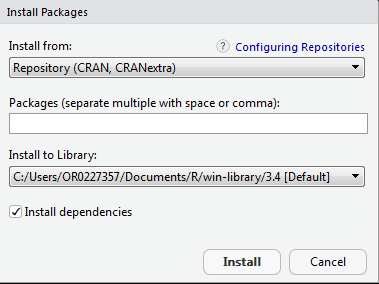 Install Packages
Install from:
? Configuring Repositories
Repository (CRAN, CRANextra)
Packages (separate multiple with space or comma):
Install to Library:
C:/Users/OR0227357/Documents/R/win-library/3.4 [Default]
Install dependencies
Install
Cancel